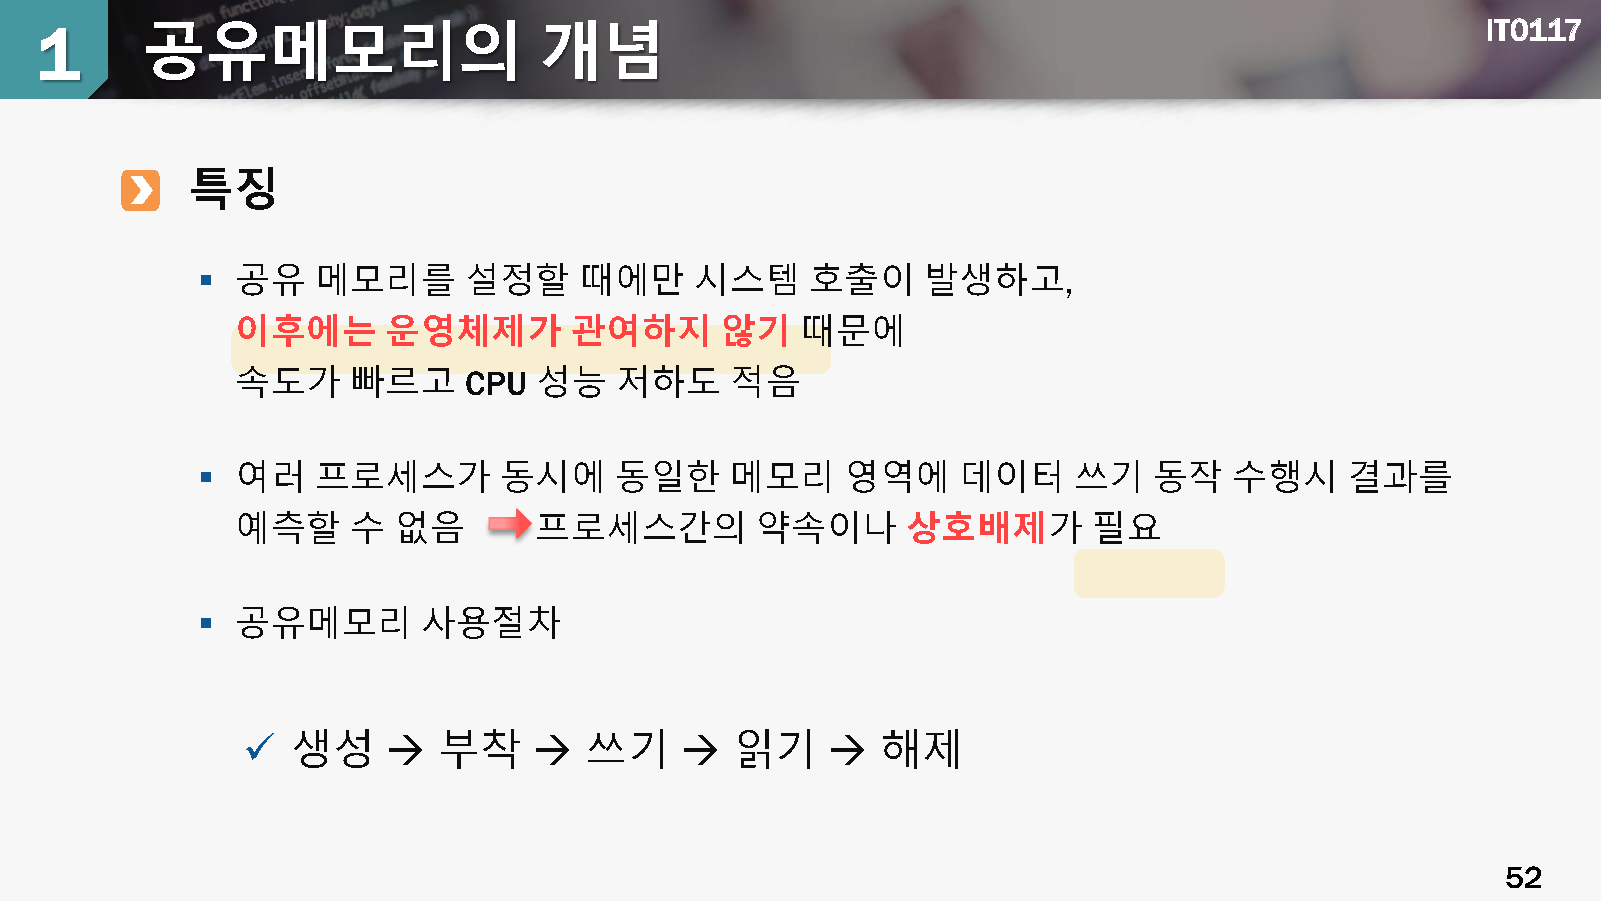 1 공유메모리의 개념
IT0117
특징
공유 메모리를 설정할 때에만 시스템 호출이 발생하고,
이후에는 운영체제가 관여하지 않기 때문에
속도가 빠르고 CPU 성능 저하도 적음
여러 프로세스가 동시에 동일한 메모리 영역에 데이터 쓰기 동작 수행시 결과를
예측할 수 없음 프로세스간의 약속이나 상호배제가 필요
공유메모리 사용절차
생성 → 부착 → 쓰기 → 읽기 → 해제
52